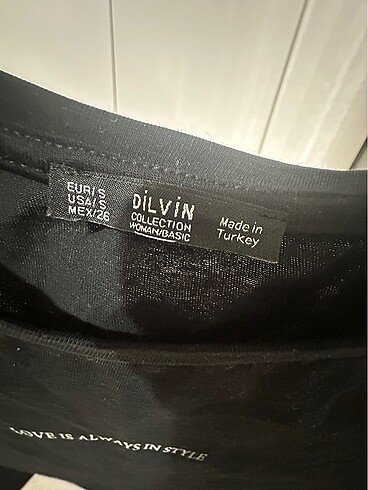 EUR/S
USA/S
MEX/26
DİLVİN
COLLECTION
WOMAN/BASIC
Made in
Turkey
LOVE IS ALWAYS IN STYLE